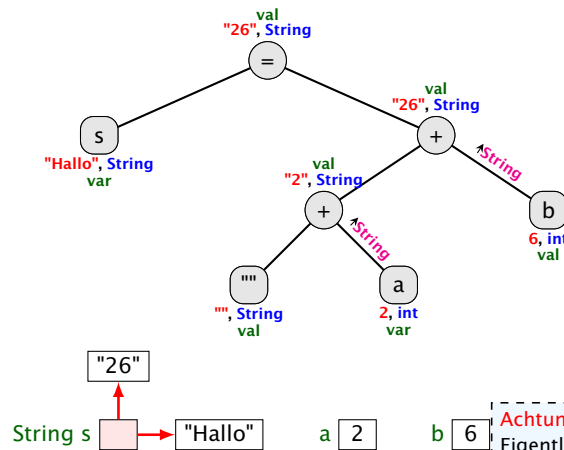 val
"26", String
=
val
"26", String
s
+
"Hallo", String
var
String
val
"2", String
+
String
b
6, int
val
""
a
"", String
val
2, int
var
"26"
String s
"Hallo"
a 2
b 6